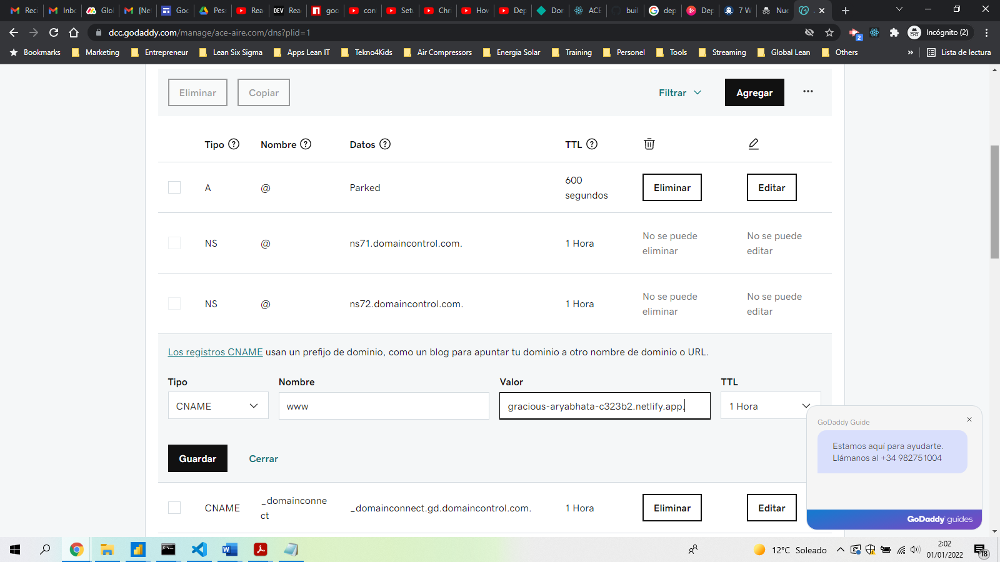 Reci
Inbo
Glo
[Ne
Goo
Pes
Rea
DEV
Rea
goo
con
Setu
Chri
How
Dep
Dor
ACE
buil
dep
Dep
7 W
Nue
dcc.godaddy.com/manage/ace-aire.com/dns?plid=1
2
Incógnito (2)
Bookmarks
Marketing
Entrepreneur
Lean Six Sigma
Apps Lean IT
Tekno4Kids
Air Compressors
Energia Solar
Training
Personel
Tools
Streaming
Global Lean
Others
»
Lista de lectura
Eliminar
Copiar
Filtrar
Agregar
Tipo
Nombre
Datos
TTL
A
@
Parked
600
segundos
Eliminar
Editar
NS
@
ns71.domaincontrol.com.
1 Hora
No se puede
eliminar
No se puede
editar
NS
@
ns72.domaincontrol.com.
1 Hora
No se puede
eliminar
No se puede
editar
Los registros CNAME usan un prefijo de dominio, como un blog para apuntar tu dominio a otro nombre de dominio o URL.
Tipo
Nombre
Valor
TTL
CNAME
www
gracious-aryabhata-c323b2.netlify.app.
1 Hora
Guardar
Cerrar
GoDaddy Guide
Estamos aquí para ayudarte.
Llámanos al +34 982751004
GoDaddy guides
CNAME
_domainconne
ct
_domainconnect.gd.domaincontrol.com.
1 Hora
Eliminar
Editar
12°C Soleado
2:02
01/01/2022
18